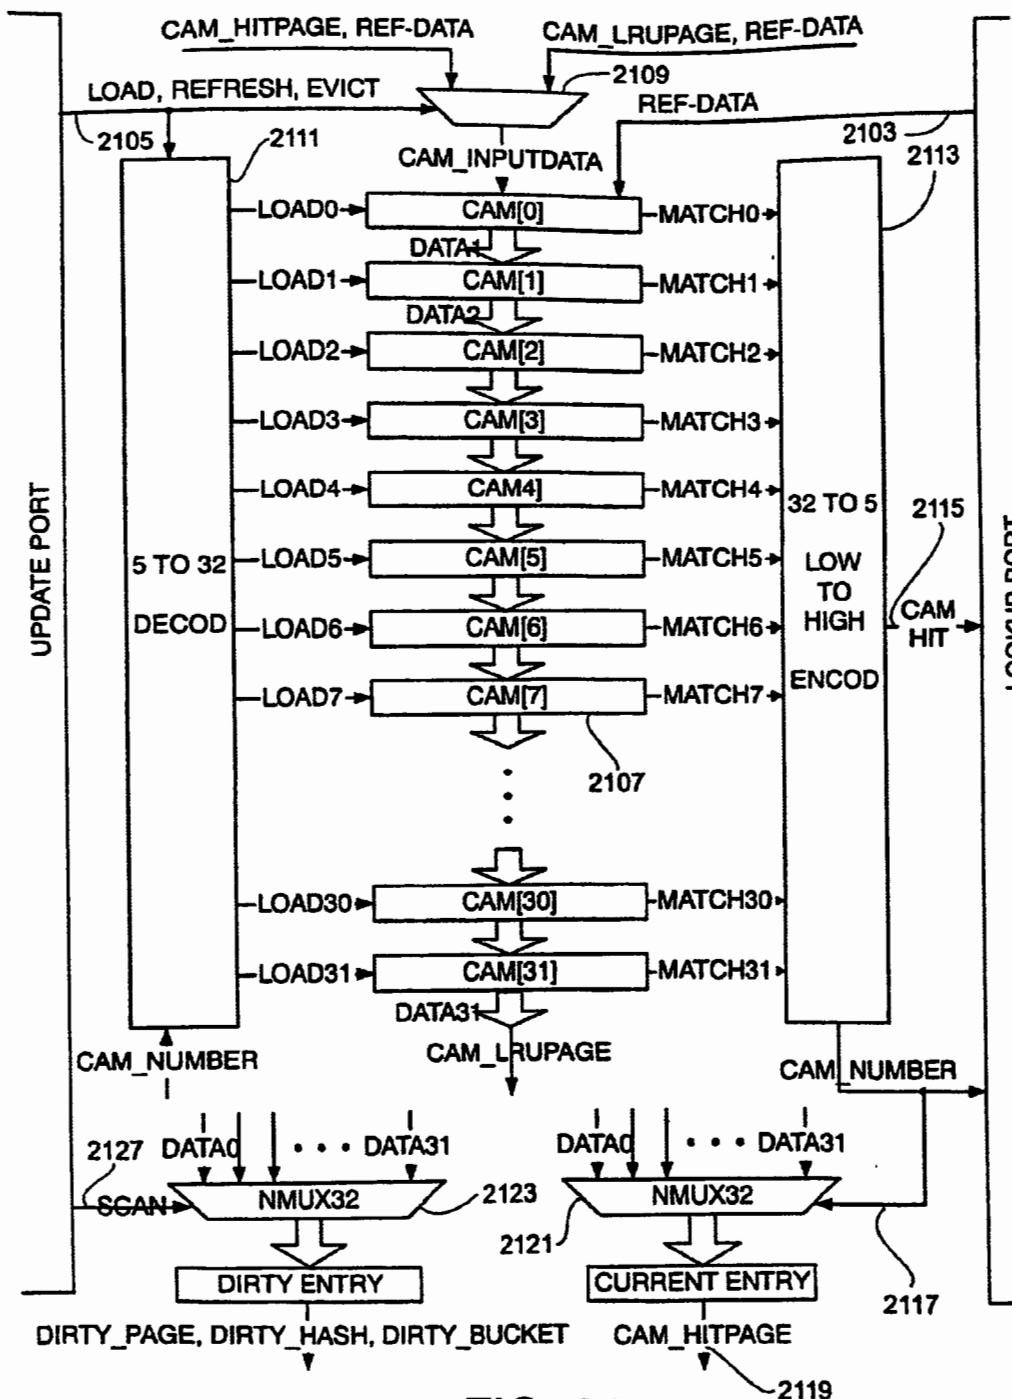 CAM_HITPAGE, REF-DATA
CAM_LRUPAGE, REF-DATA
2109
LOAD, REFRESH, EVICT
REF-DATA
2105
2111
2103
2113
CAM_INPUTDATA
LOAD0 CAM[0] MATCH0
DATA1
LOAD1 CAM[1] MATCH1
DATA2
LOAD2 CAM[2] MATCH2
LOAD3 CAM[3] MATCH3
LOAD4 CAM4] MATCH4
LOAD5 CAM[5] MATCH5
LOAD6 CAM[6] MATCH6
LOAD7 CAM[7] MATCH7
UPDATE PORT
5 TO 32
DECOD
32 TO 5
LOW
TO
HIGH
ENCOD
2115
CAM
HIT
LOOKUP PORT
2107
LOAD30 CAM[30] MATCH30
LOAD31 CAM[31] MATCH31
DATA31
CAM_NUMBER
CAM_LRUPAGE
CAM_NUMBER
DATA0 • • • DATA31
DATA0 • • • DATA31
2127
SCAN
NMUX32
2123
NMUX32
2121
2117
DIRTY ENTRY
CURRENT ENTRY
DIRTY_PAGE, DIRTY_HASH, DIRTY_BUCKET
CAM_HITPAGE
2119